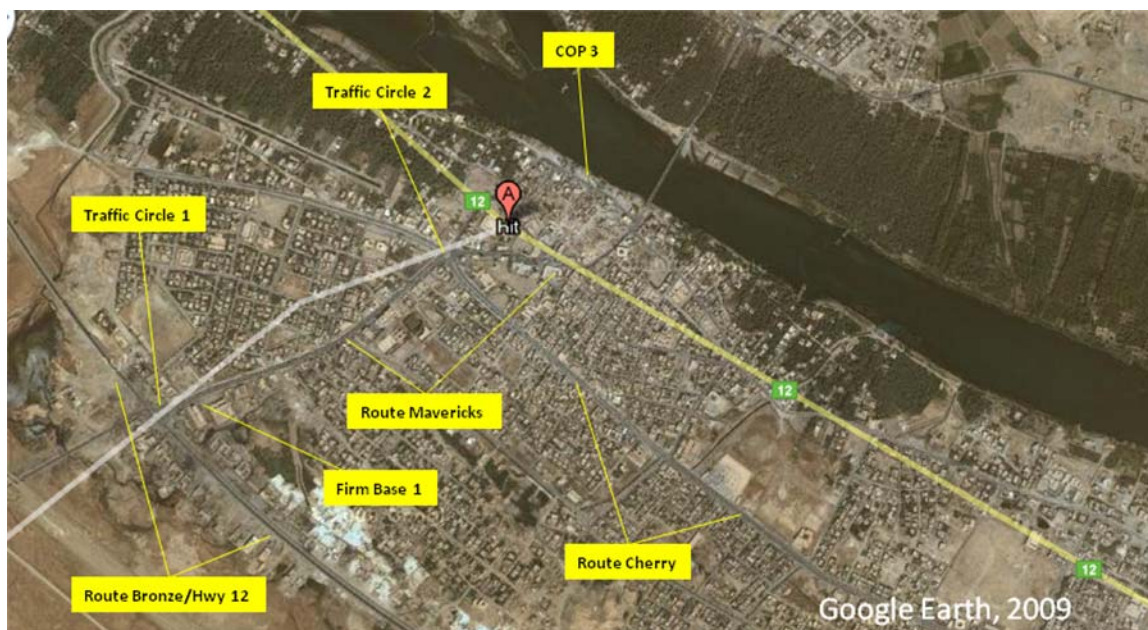 COP 3
Traffic Circle 2
12
A
Hit
Traffic Circle 1
12
Route Mavericks
Firm Base 1
Route Cherry
12
Route Bronze/Hwy 12
Google Earth, 2009